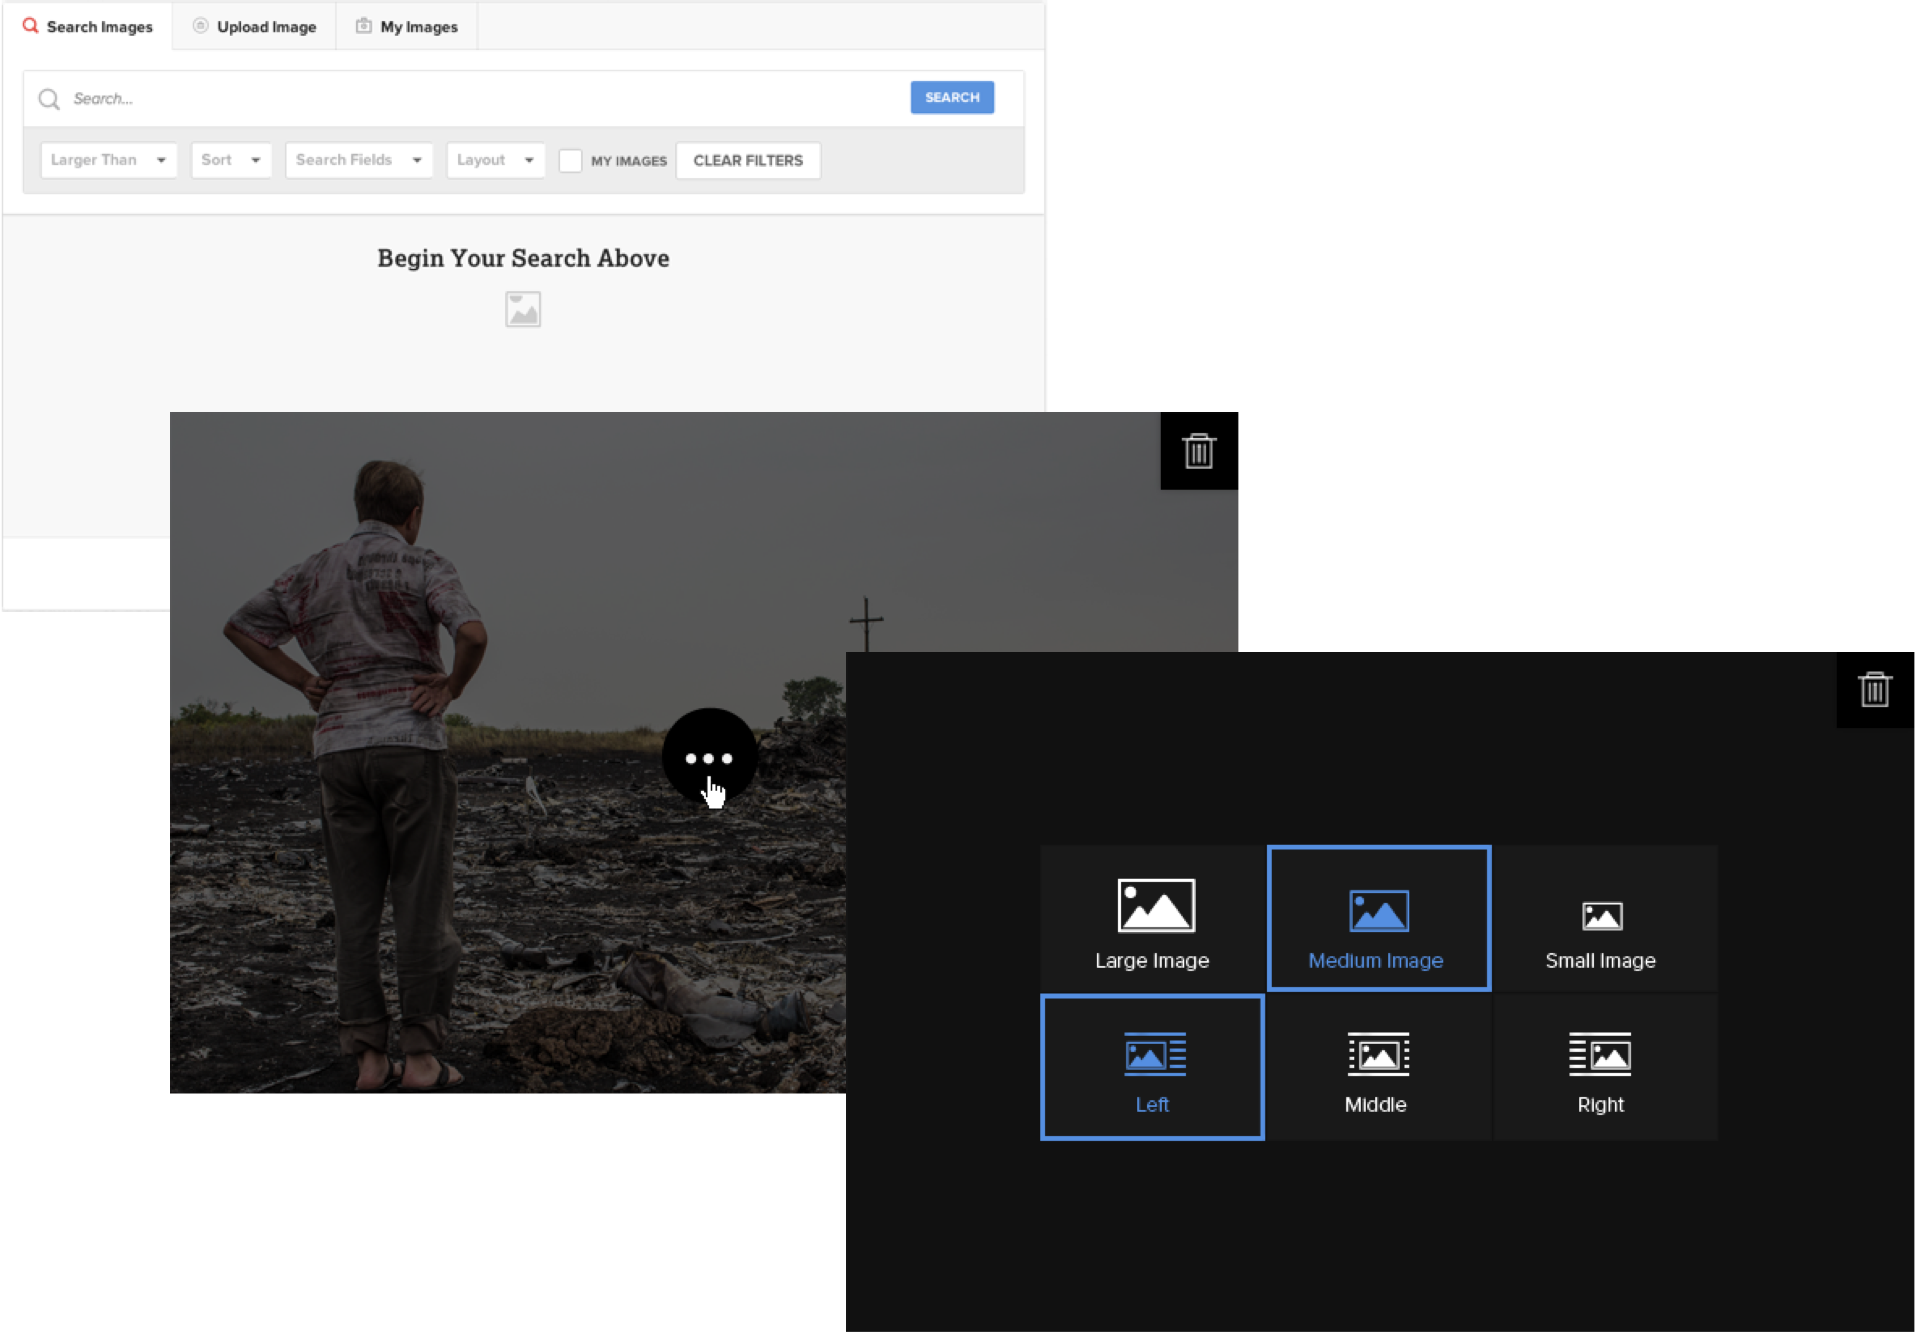 Search Images Upload Image My Images
Search... SEARCH
Larger Than Sort Search Fields Layout MY IMAGES CLEAR FILTERS
Begin Your Search Above
Large Image Medium Image Small Image
Left Middle Right